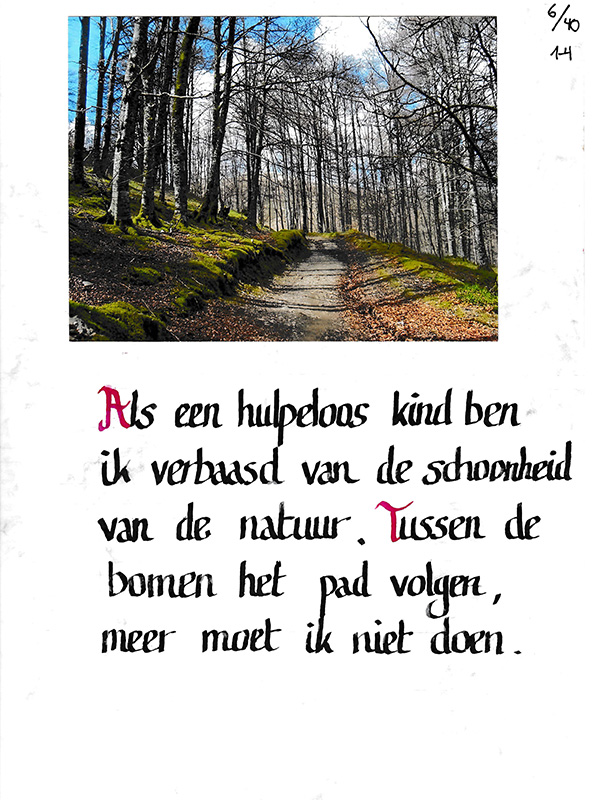 6/40
1-4
Als een hulpeloos kind ben
ik verbaasd van de schoonheid
van de natuur. Tussen de
bomen het pad volgen,
meer moet ik niet doen.